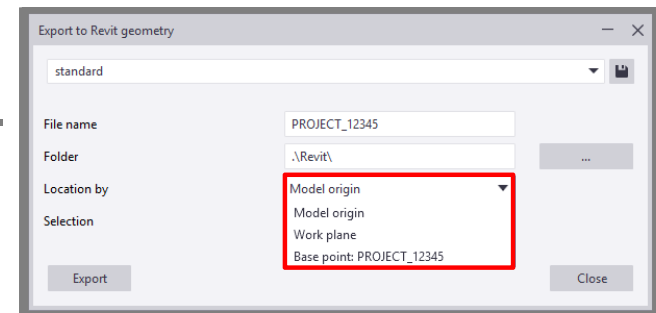 Export to Revit geometry
standard
File name PROJECT_12345
Folder .\Revit\ ...
Location by Model origin
Model origin
Selection
Work plane
Base point: PROJECT_12345
Export Close